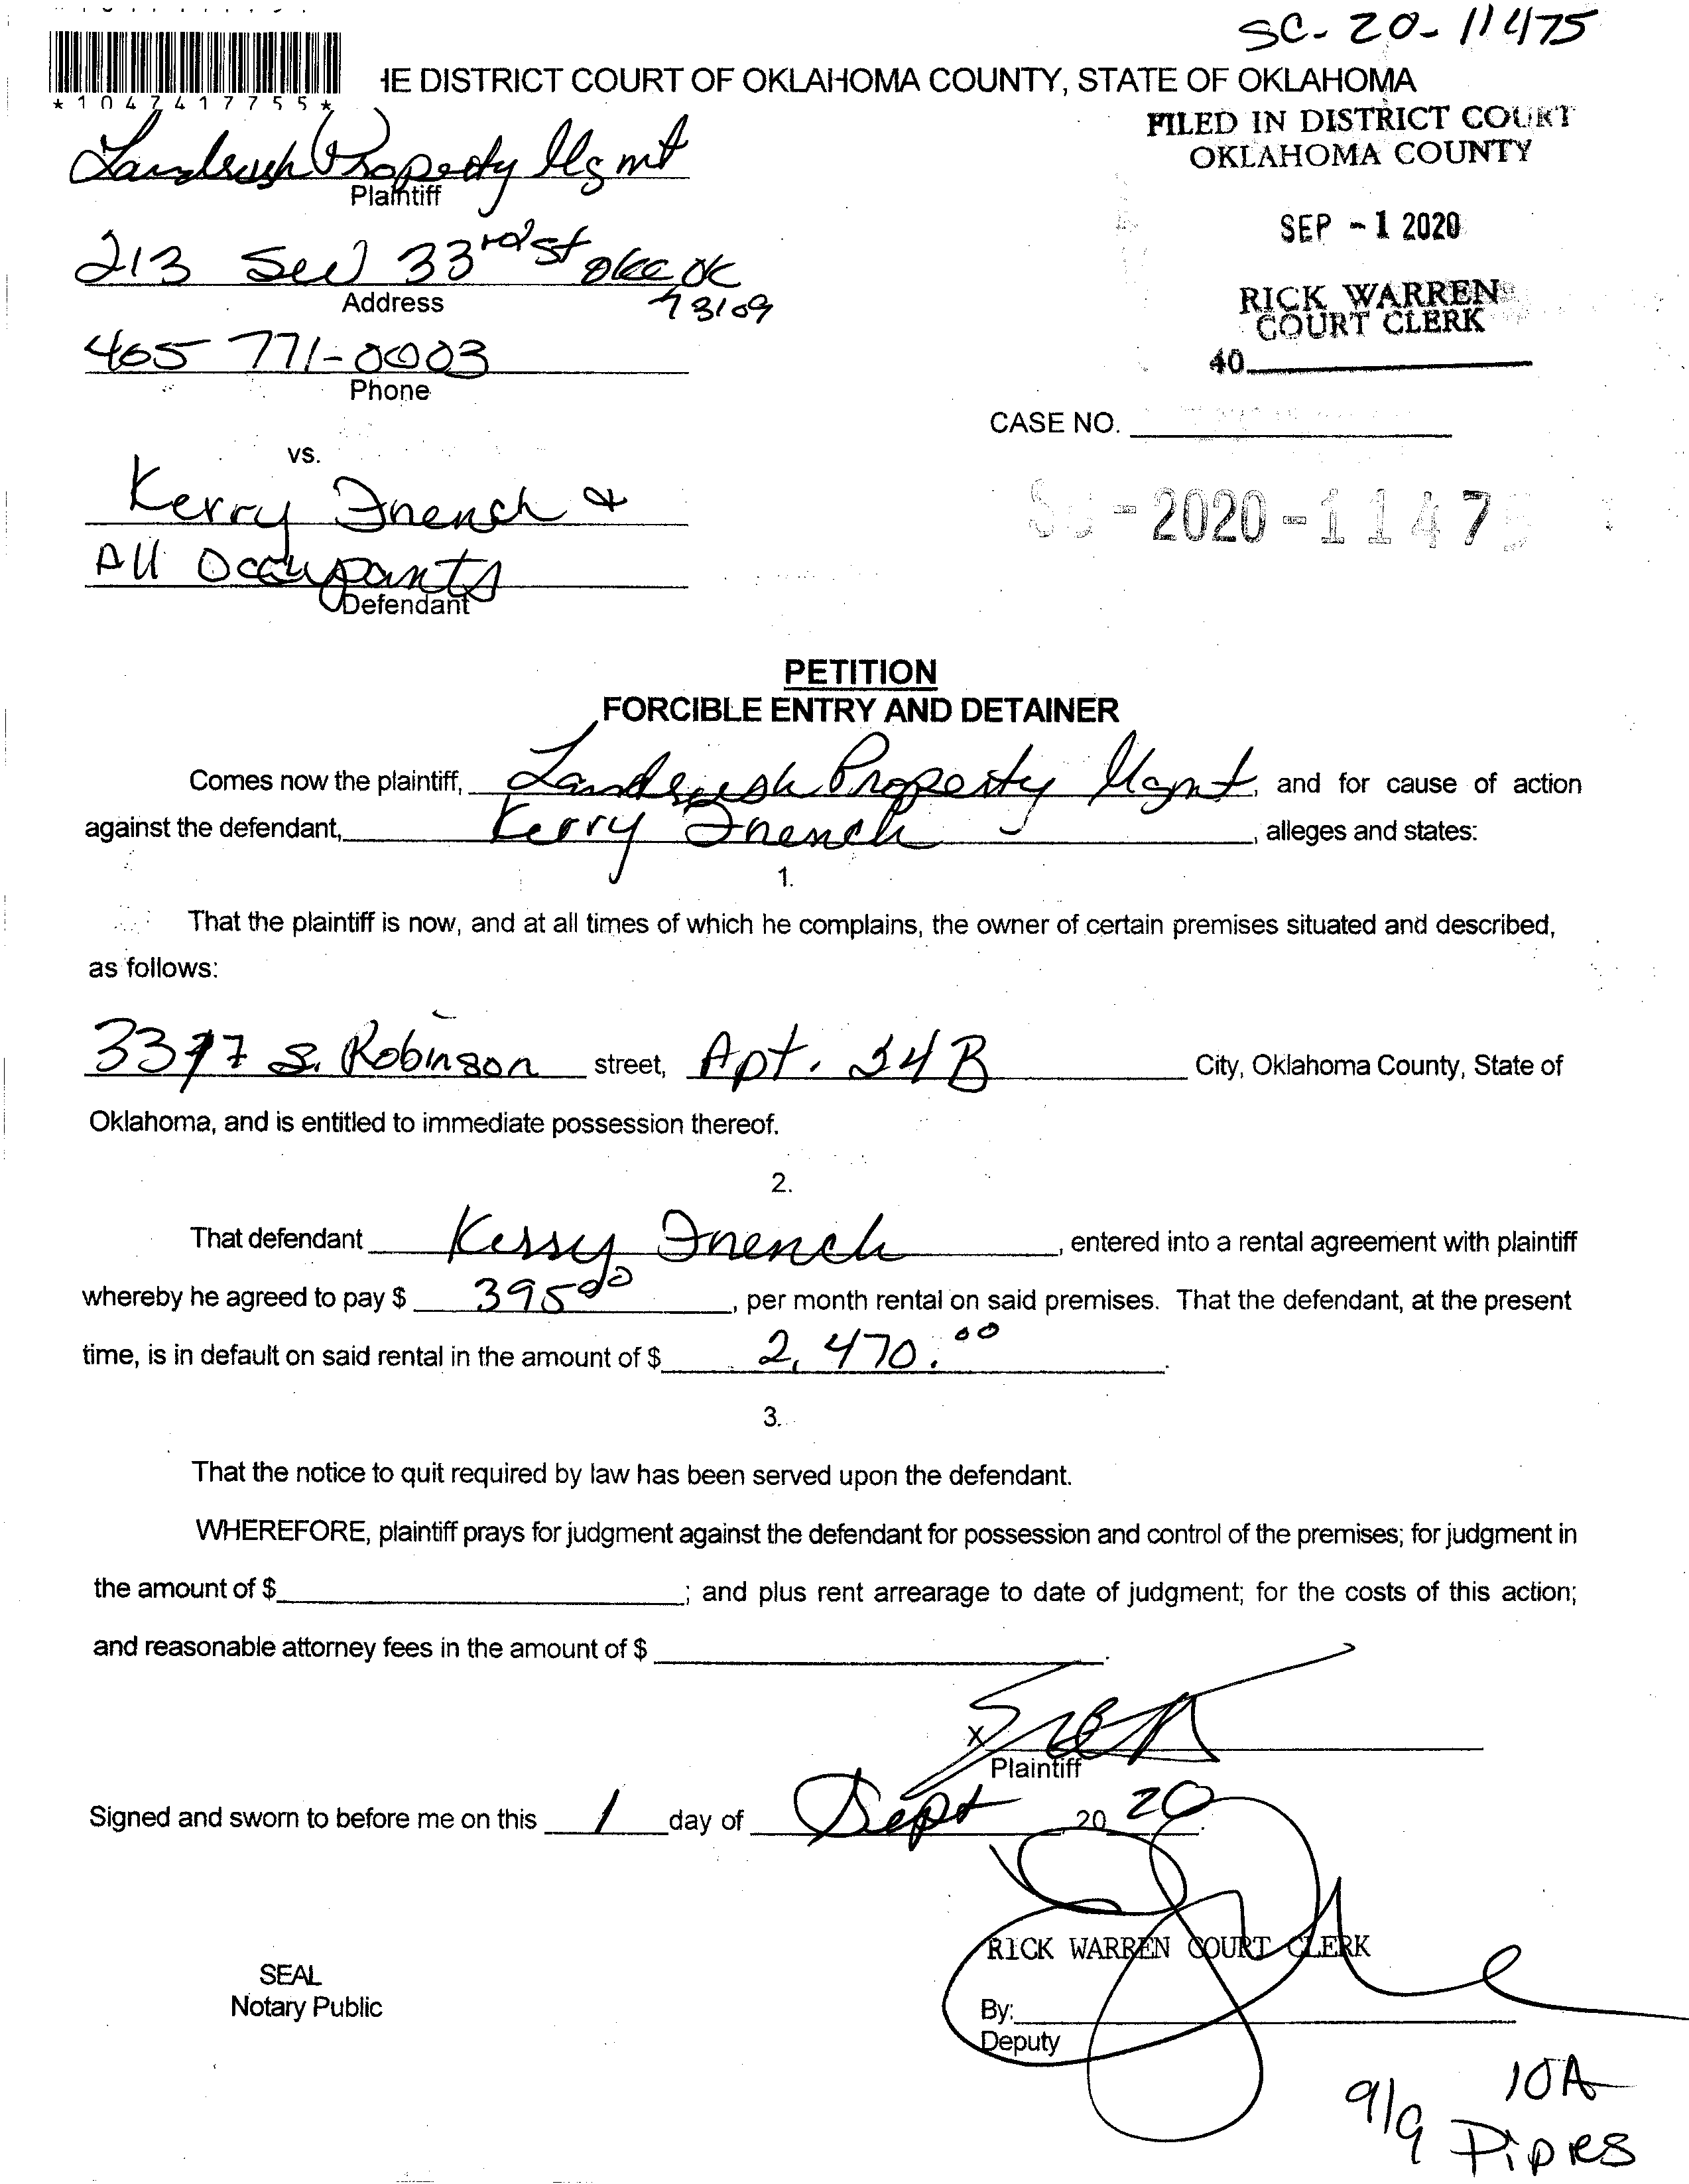 SC-20-11475
*1047417755*
HE DISTRICT COURT OF OKLAHOMA COUNTY, STATE OF OKLAHOMA
FILED IN DISTRICT COURT
OKLAHOMA COUNTY
SEP -1 2020
RICK WARREN
COURT CLERK
40
Landrush Property Mgmt
Plaintiff
213 SW 33rd St OKC OK
73109
Address
405 771-0003
Phone
CASE NO.
SC-2020-11475
vs.
Kerry French &
All Occupants
Defendant
PETITION
FORCIBLE ENTRY AND DETAINER
Comes now the plaintiff, Landrush Property Mgmt, and for cause of action
against the defendant, Kerry French, alleges and states:
1.
That the plaintiff is now, and at all times of which he complains, the owner of certain premises situated and described,
as follows:
S. Robinson street, Apt. 34B City, Oklahoma County, State of
Oklahoma, and is entitled to immediate possession thereof.
2.
That defendant Kerry French, entered into a rental agreement with plaintiff
whereby he agreed to pay $ 395.00, per month rental on said premises. That the defendant, at the present
time, is in default on said rental in the amount of $ 2,470.00.
3.
That the notice to quit required by law has been served upon the defendant.
WHEREFORE, plaintiff prays for judgment against the defendant for possession and control of the premises; for judgment in
the amount of $ ; and plus rent arrearage to date of judgment; for the costs of this action;
and reasonable attorney fees in the amount of $ .
X
Plaintiff
Signed and sworn to before me on this 1 day of Sept, 20 20.
RICK WARREN COURT CLERK
SEAL
Notary Public
By:
Deputy
9/9 10A
Pipes